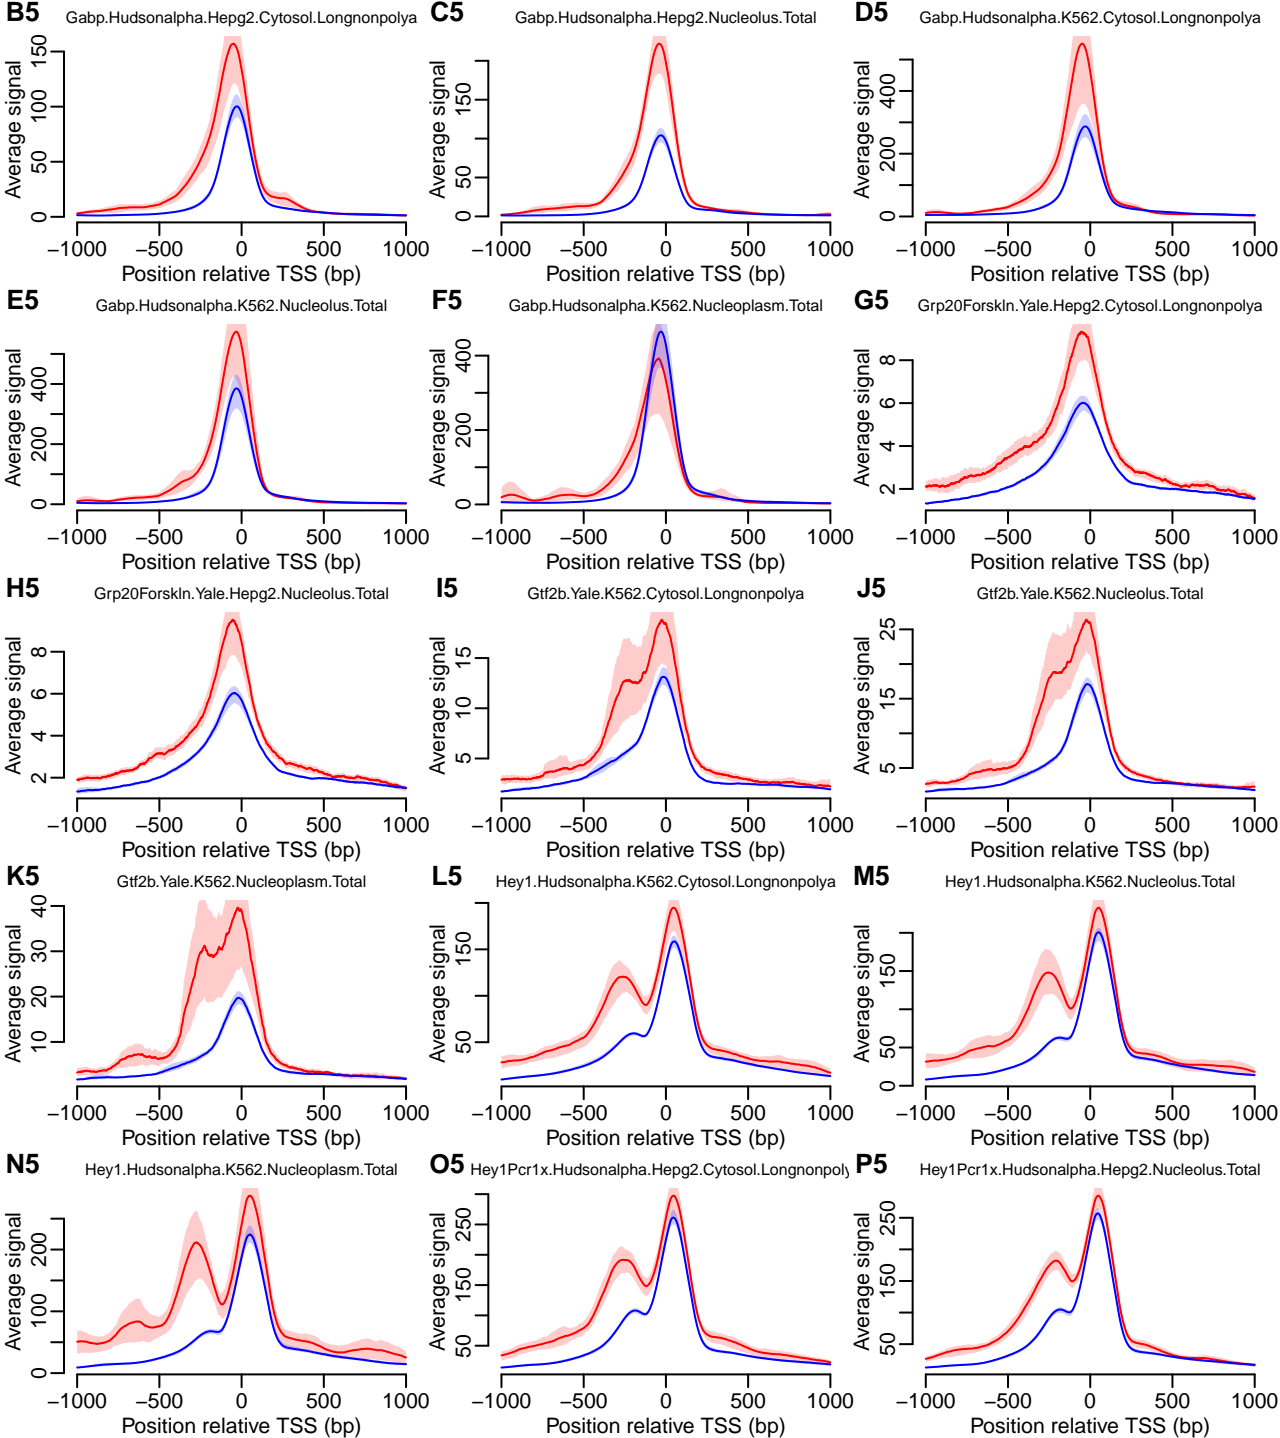 B5 Gabp.Hudsonalpha.Hepg2.Cytosol.Longnonpolya
Average signal
0 50 100 150
−1000 −500 0 500 1000
Position relative TSS (bp)
C5 Gabp.Hudsonalpha.Hepg2.Nucleolus.Total
Average signal
0 50 150
−1000 −500 0 500 1000
Position relative TSS (bp)
D5 Gabp.Hudsonalpha.K562.Cytosol.Longnonpolya
Average signal
0 200 400
−1000 −500 0 500 1000
Position relative TSS (bp)
E5 Gabp.Hudsonalpha.K562.Nucleolus.Total
Average signal
0 200 400
−1000 −500 0 500 1000
Position relative TSS (bp)
F5 Gabp.Hudsonalpha.K562.Nucleoplasm.Total
Average signal
0 200 400
−1000 −500 0 500 1000
Position relative TSS (bp)
G5 Grp20Forskln.Yale.Hepg2.Cytosol.Longnonpolya
Average signal
2 4 6 8
−1000 −500 0 500 1000
Position relative TSS (bp)
H5 Grp20Forskln.Yale.Hepg2.Nucleolus.Total
Average signal
2 4 6 8
−1000 −500 0 500 1000
Position relative TSS (bp)
I5 Gtf2b.Yale.K562.Cytosol.Longnonpolya
Average signal
5 10 15
−1000 −500 0 500 1000
Position relative TSS (bp)
J5 Gtf2b.Yale.K562.Nucleolus.Total
Average signal
5 15 25
−1000 −500 0 500 1000
Position relative TSS (bp)
K5 Gtf2b.Yale.K562.Nucleoplasm.Total
Average signal
10 20 30 40
−1000 −500 0 500 1000
Position relative TSS (bp)
L5 Hey1.Hudsonalpha.K562.Cytosol.Longnonpolya
Average signal
50 150
−1000 −500 0 500 1000
Position relative TSS (bp)
M5 Hey1.Hudsonalpha.K562.Nucleolus.Total
Average signal
0 50 150
−1000 −500 0 500 1000
Position relative TSS (bp)
N5 Hey1.Hudsonalpha.K562.Nucleoplasm.Total
Average signal
0 100 200
−1000 −500 0 500 1000
Position relative TSS (bp)
O5 Hey1Pcr1x.Hudsonalpha.Hepg2.Cytosol.Longnonpoly
Average signal
50 150 250
−1000 −500 0 500 1000
Position relative TSS (bp)
P5 Hey1Pcr1x.Hudsonalpha.Hepg2.Nucleolus.Total
Average signal
50 150 250
−1000 −500 0 500 1000
Position relative TSS (bp)